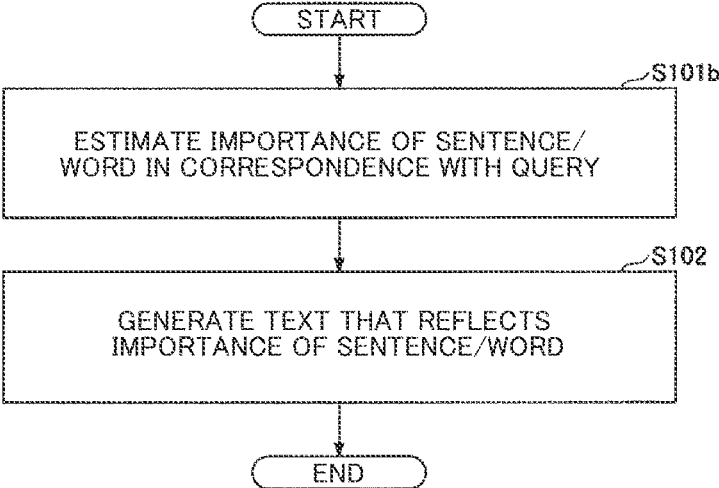 START
S101b
ESTIMATE IMPORTANCE OF SENTENCE/
WORD IN CORRESPONDENCE WITH QUERY
S102
GENERATE TEXT THAT REFLECTS
IMPORTANCE OF SENTENCE/WORD
END